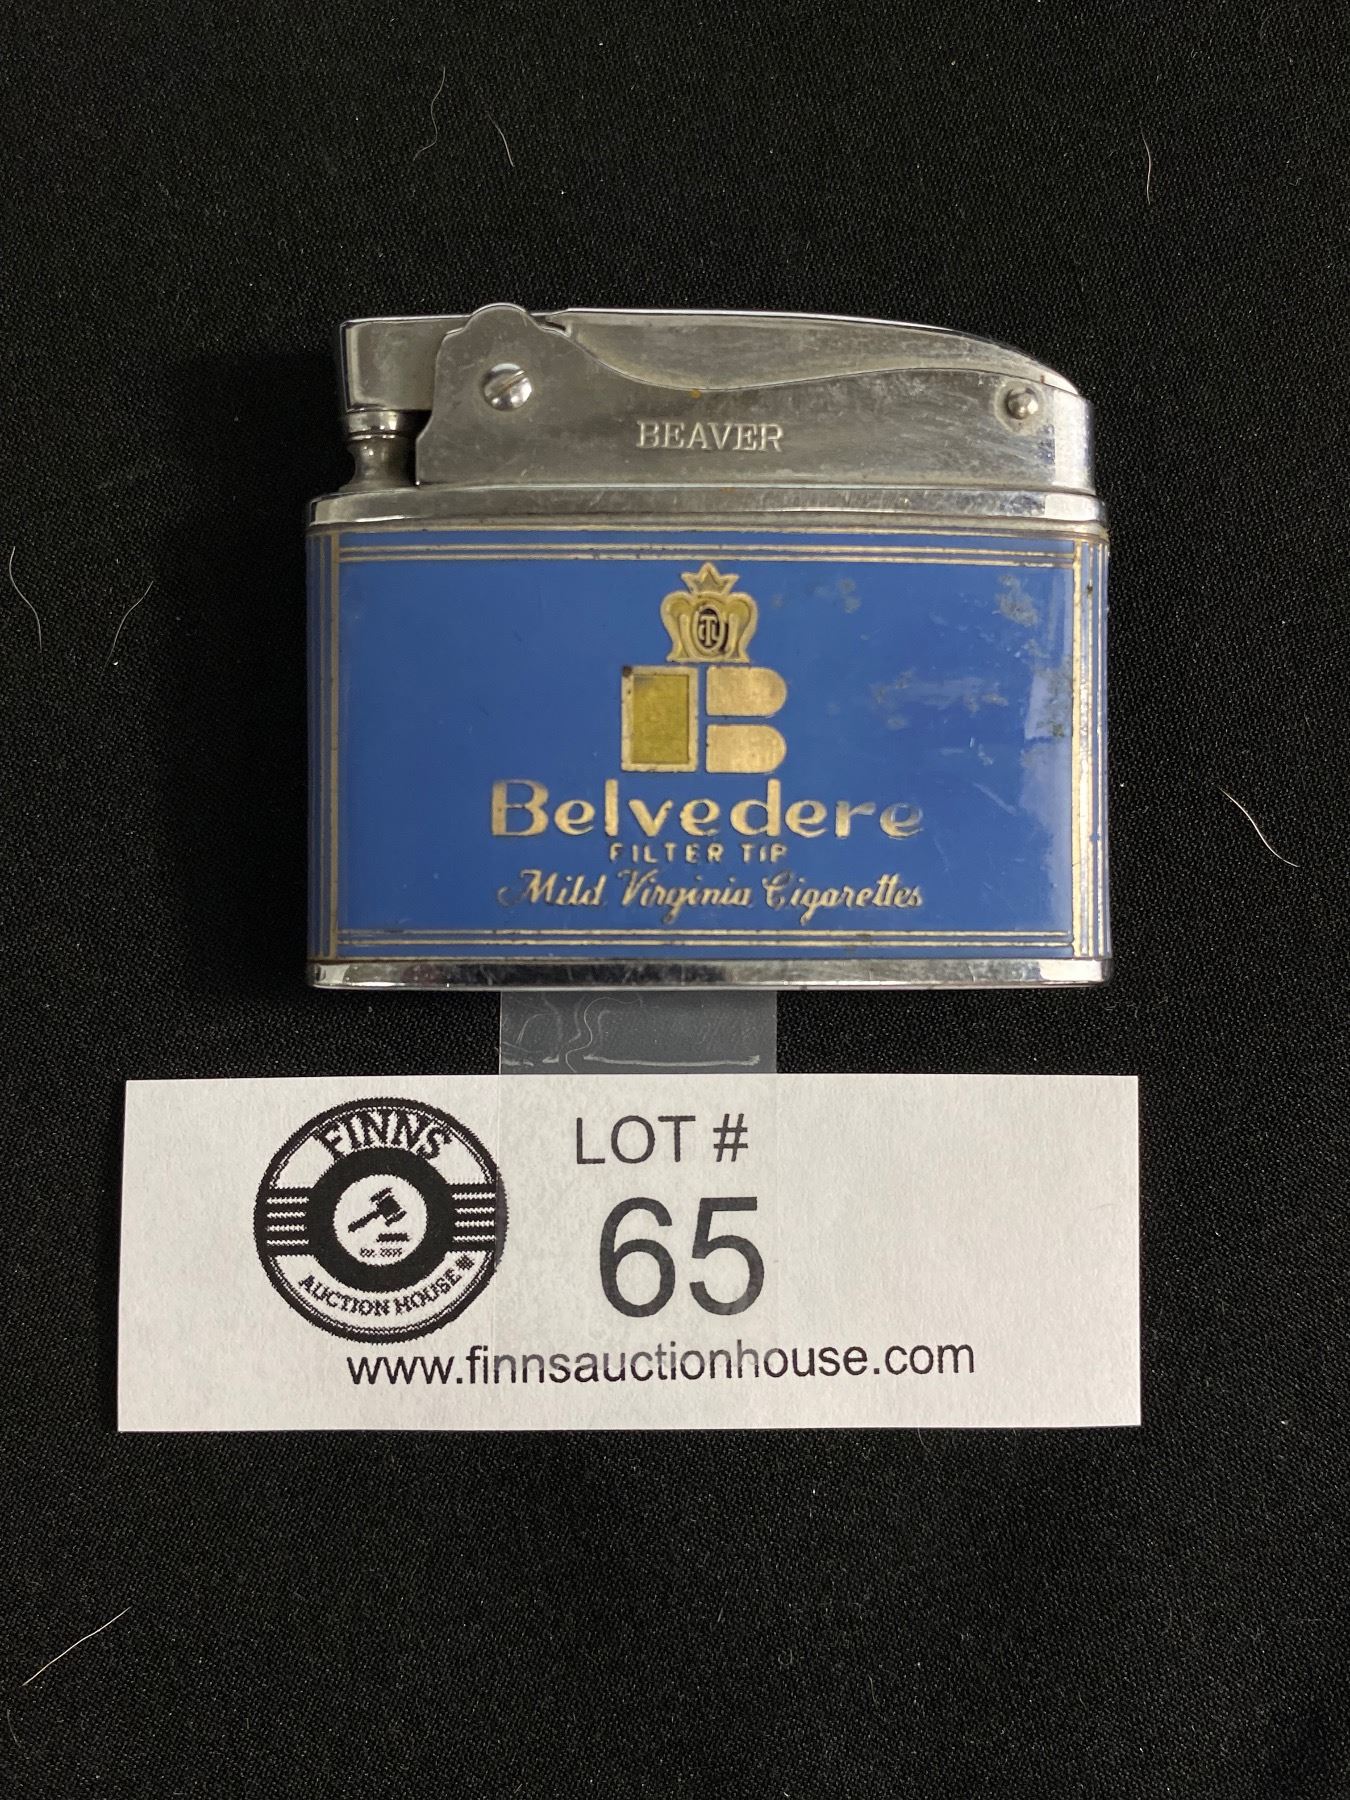 BEAVER
Belvedere
FILTER TIP
Mild Virginia Cigarettes
FINNS
AUCTION HOUSE
LOT #
65
www.finnsauctionhouse.com